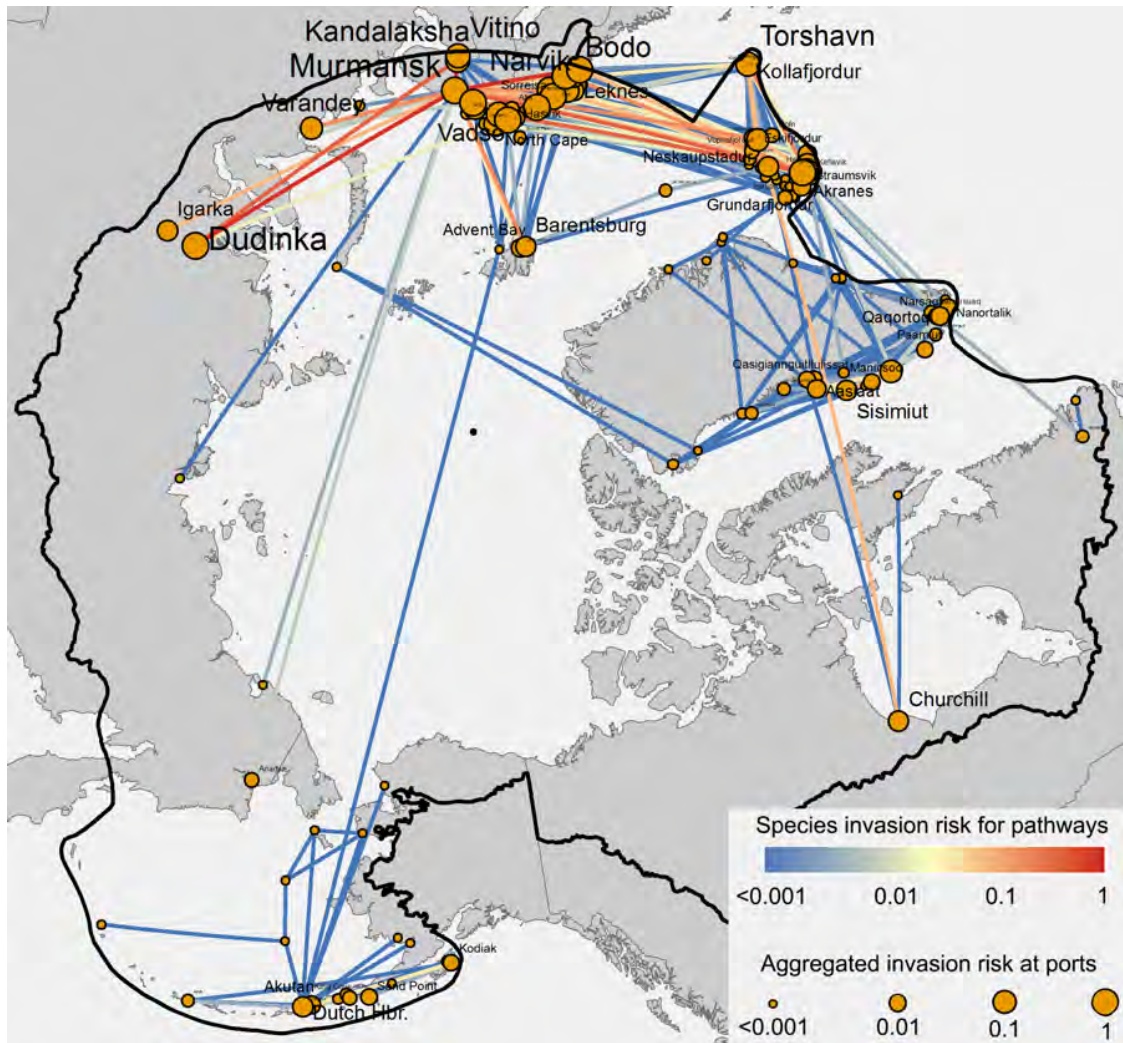 Kandalaksha
Vitino
Bodo
Torshavn
Narvik
Murmansk
Kollafjordur
Leknes
Varandey
Vadso
North Cape
Eskifjordur
Neskaupstadur
Straumsvik
Akranes
Grundarfjordur
Igarka
Dudinka
Advent Bay
Barentsburg
Nanortalik
Qaqortoq
Paamiut
Maniitsoq
Aasiaat
Sisimiut
Churchill
Kodiak
Akutan
Sand Point
Dutch Hbr.
Species invasion risk for pathways
<0.001 0.01 0.1 1
Aggregated invasion risk at ports
<0.001 0.01 0.1 1